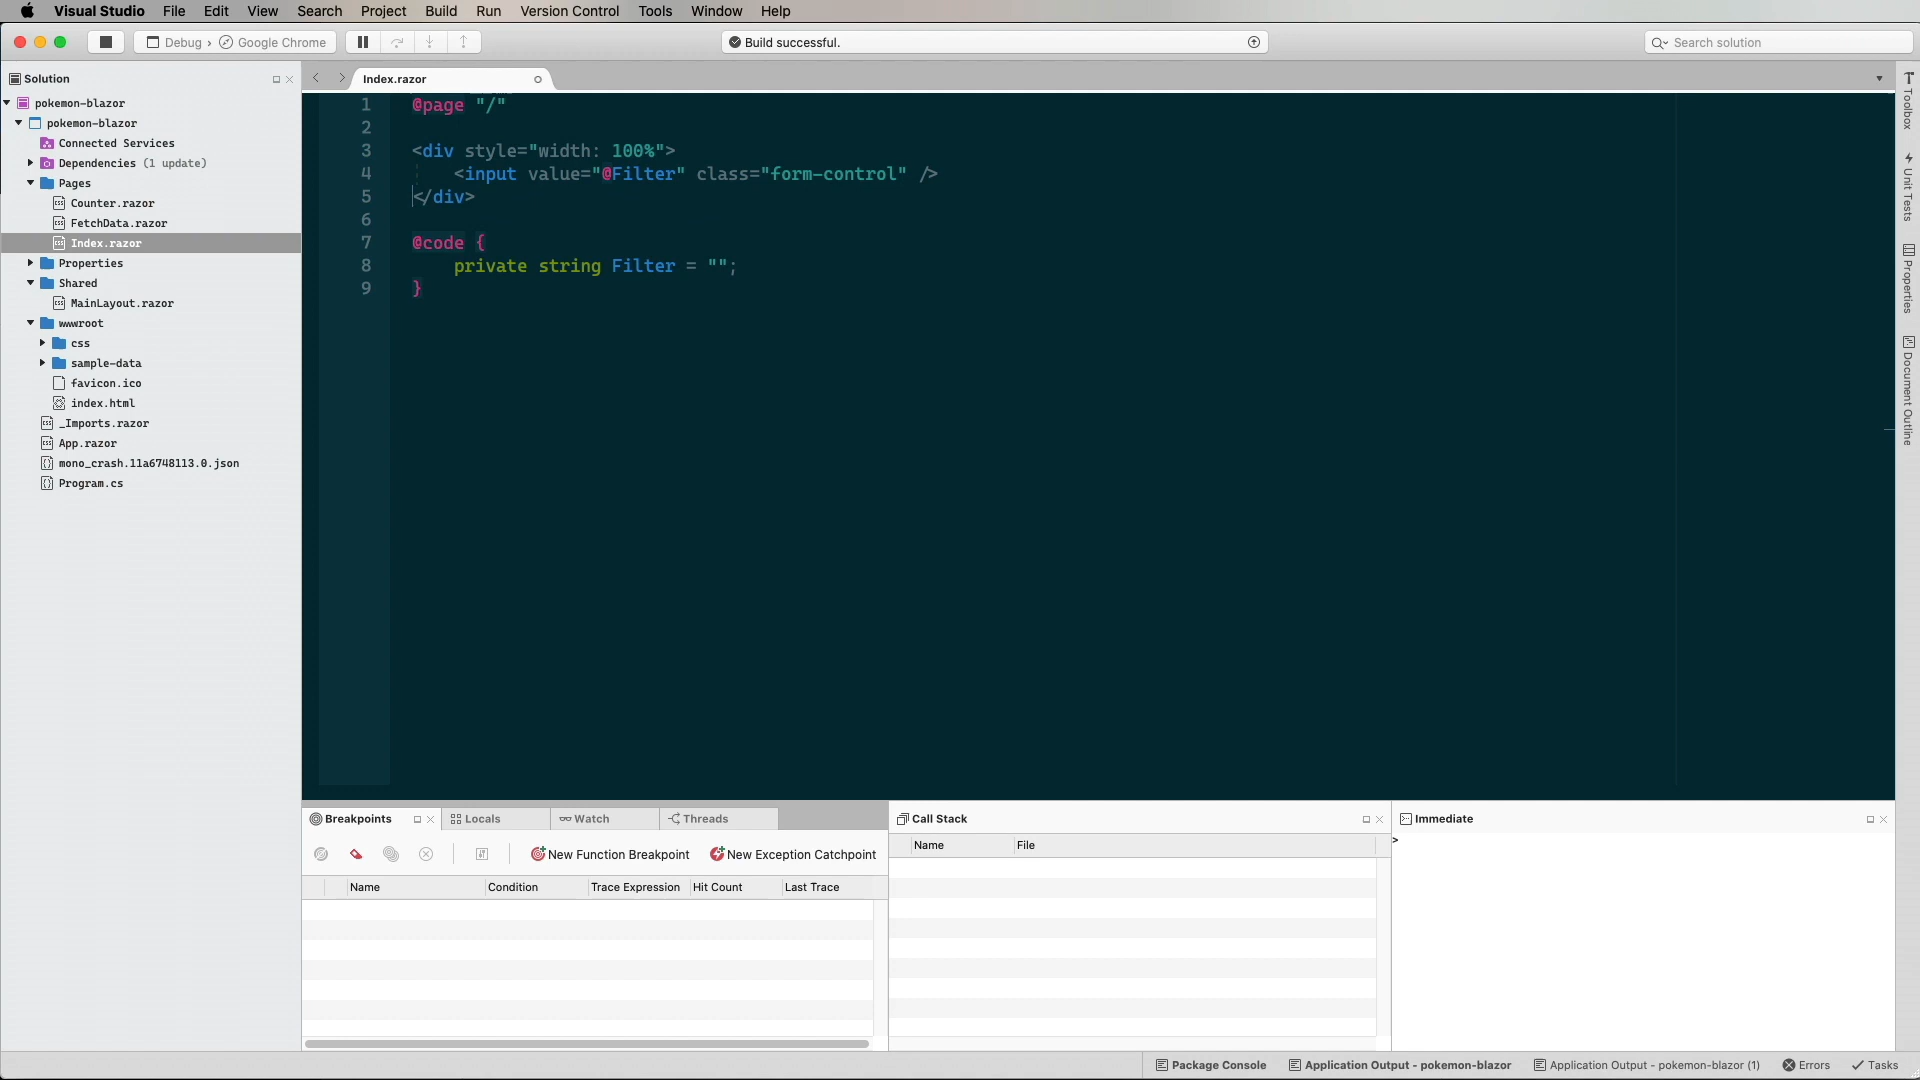 Visual Studio File Edit View Search Project Build Run Version Control Tools Window Help
Debug › Google Chrome
Build successful.
Search solution
Solution
pokemon-blazor
pokemon-blazor
Connected Services
Dependencies (1 update)
Pages
Counter.razor
FetchData.razor
Index.razor
Properties
Shared
MainLayout.razor
wwwroot
css
sample-data
favicon.ico
index.html
_Imports.razor
App.razor
mono_crash.11a6748113.0.json
Program.cs
Index.razor
1 @page "/"
2
3 <div style="width: 100%">
4 <input value="@Filter" class="form-control" />
5 </div>
6
7 @code {
8 private string Filter = "";
9 }
Toolbox
Unit Tests
Properties
Document Outline
Breakpoints Locals Watch Threads
New Function Breakpoint New Exception Catchpoint
Name Condition Trace Expression Hit Count Last Trace
Call Stack
Name File
Immediate
>
Package Console Application Output - pokemon-blazor Application Output - pokemon-blazor (1) Errors Tasks